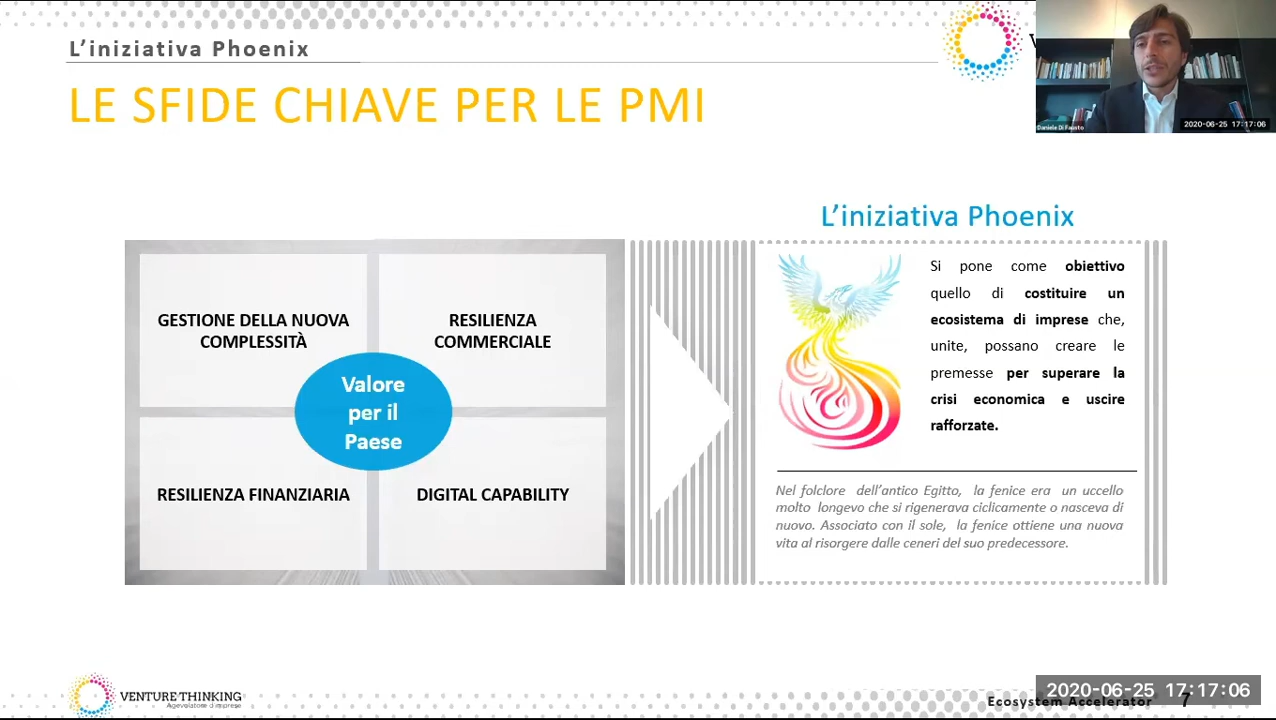 L'iniziativa Phoenix
LE SFIDE CHIAVE PER LE PMI
Daniele Di Fausto
2020-06-25 17:17:06
L'iniziativa Phoenix
GESTIONE DELLA NUOVA
COMPLESSITÀ
RESILIENZA
COMMERCIALE
Valore
per il
Paese
RESILIENZA FINANZIARIA
DIGITAL CAPABILITY
Si pone come obiettivo
quello di costituire un
ecosistema di imprese che,
unite, possano creare le
premesse per superare la
crisi economica e uscire
rafforzate.
Nel folclore dell'antico Egitto, la fenice era un uccello
molto longevo che si rigenerava ciclicamente o nasceva di
nuovo. Associato con il sole, la fenice ottiene una nuova
vita al risorgere dalle ceneri del suo predecessore.
VENTURE THINKING
Agevolatore di imprese
Ecosystem Accelerator 7
2020-06-25 17:17:06